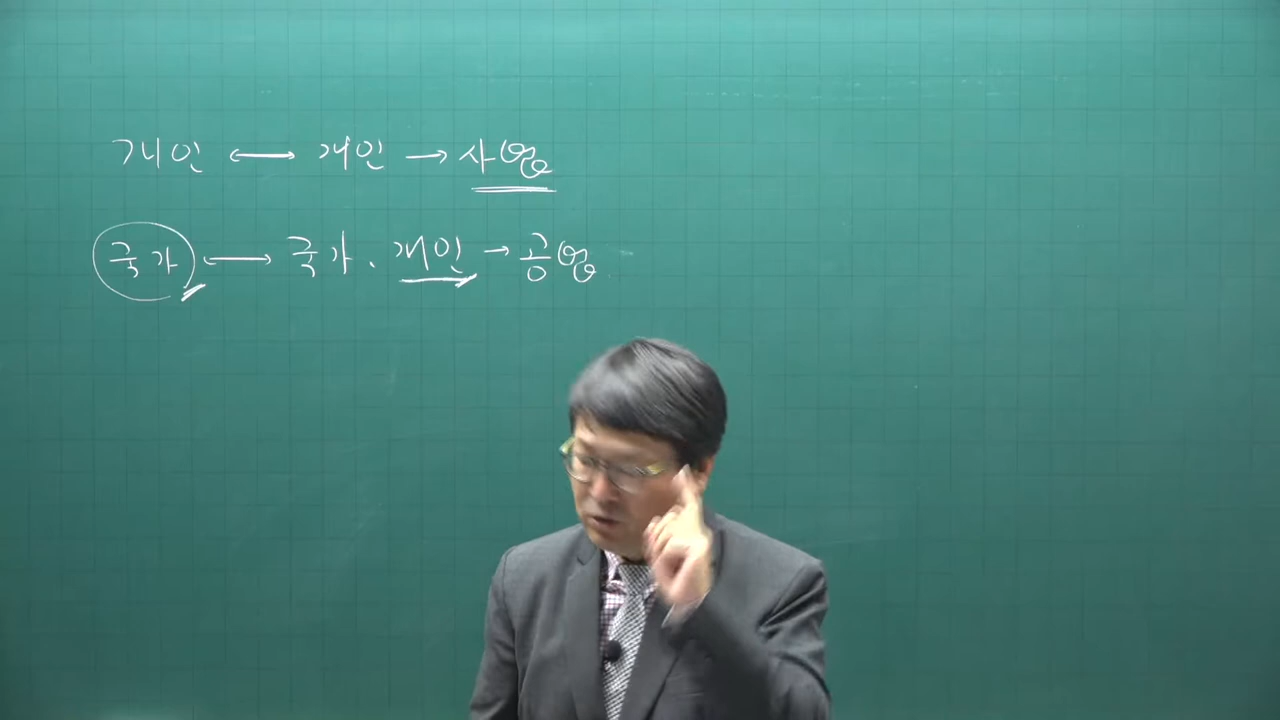 개인 ↔ 개인 → 사법
국가 ↔ 국가. 개인 → 공법